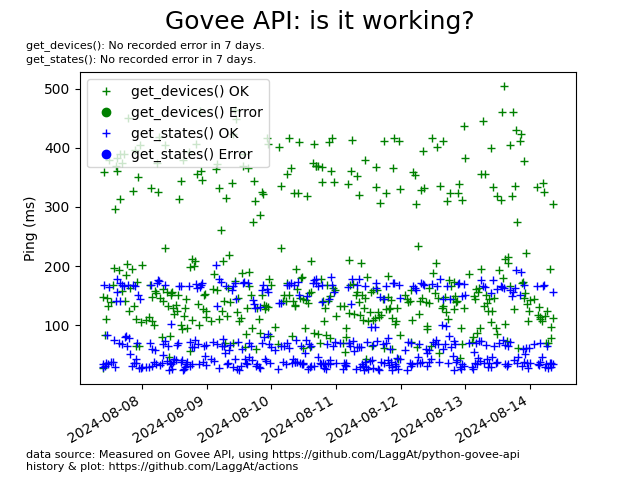 Govee API: is it working?
get_devices(): No recorded error in 7 days.
get_states(): No recorded error in 7 days.
get_devices() OK
get_devices() Error
get_states() OK
get_states() Error
Ping (ms)
500
400
300
200
100
2024-08-08
2024-08-09
2024-08-10
2024-08-11
2024-08-12
2024-08-13
2024-08-14
data source: Measured on Govee API, using https://github.com/LaggAt/python-govee-api
history & plot: https://github.com/LaggAt/actions